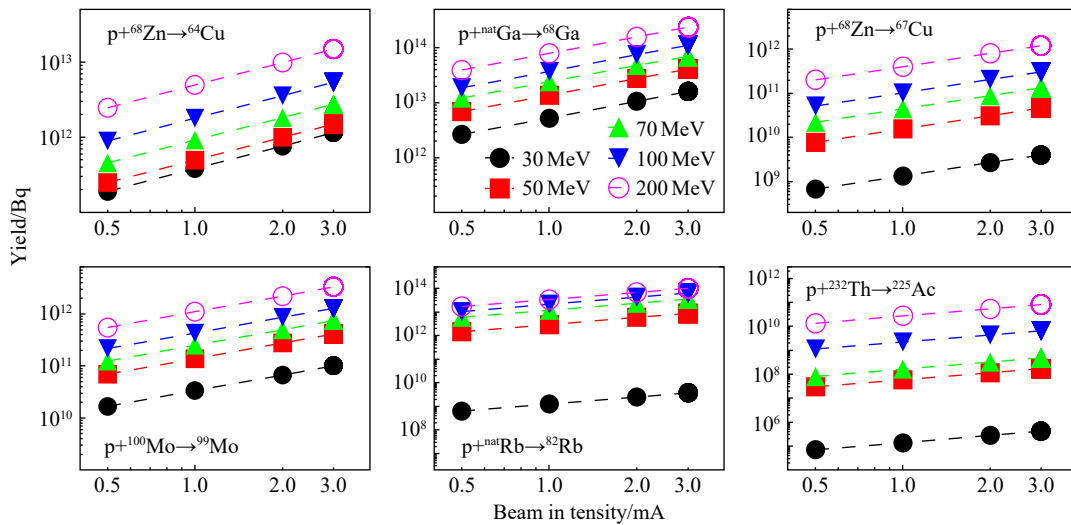 p+⁶⁸Zn→⁶⁴Cu
10¹³
10¹²
0.5 1.0 2.0 3.0
p+ⁿᵃᵗGa→⁶⁸Ga
10¹⁴
10¹³
10¹²
70 MeV
30 MeV 100 MeV
50 MeV 200 MeV
0.5 1.0 2.0 3.0
p+⁶⁸Zn→⁶⁷Cu
10¹²
10¹¹
10¹⁰
10⁹
0.5 1.0 2.0 3.0
Yield/Bq
10¹²
10¹¹
10¹⁰
p+¹⁰⁰Mo→⁹⁹Mo
0.5 1.0 2.0 3.0
10¹⁴
10¹²
10¹⁰
10⁸
p+ⁿᵃᵗRb→⁸²Rb
0.5 1.0 2.0 3.0
p+²³²Th→²²⁵Ac
10¹²
10¹⁰
10⁸
10⁶
0.5 1.0 2.0 3.0
Beam in tensity/mA